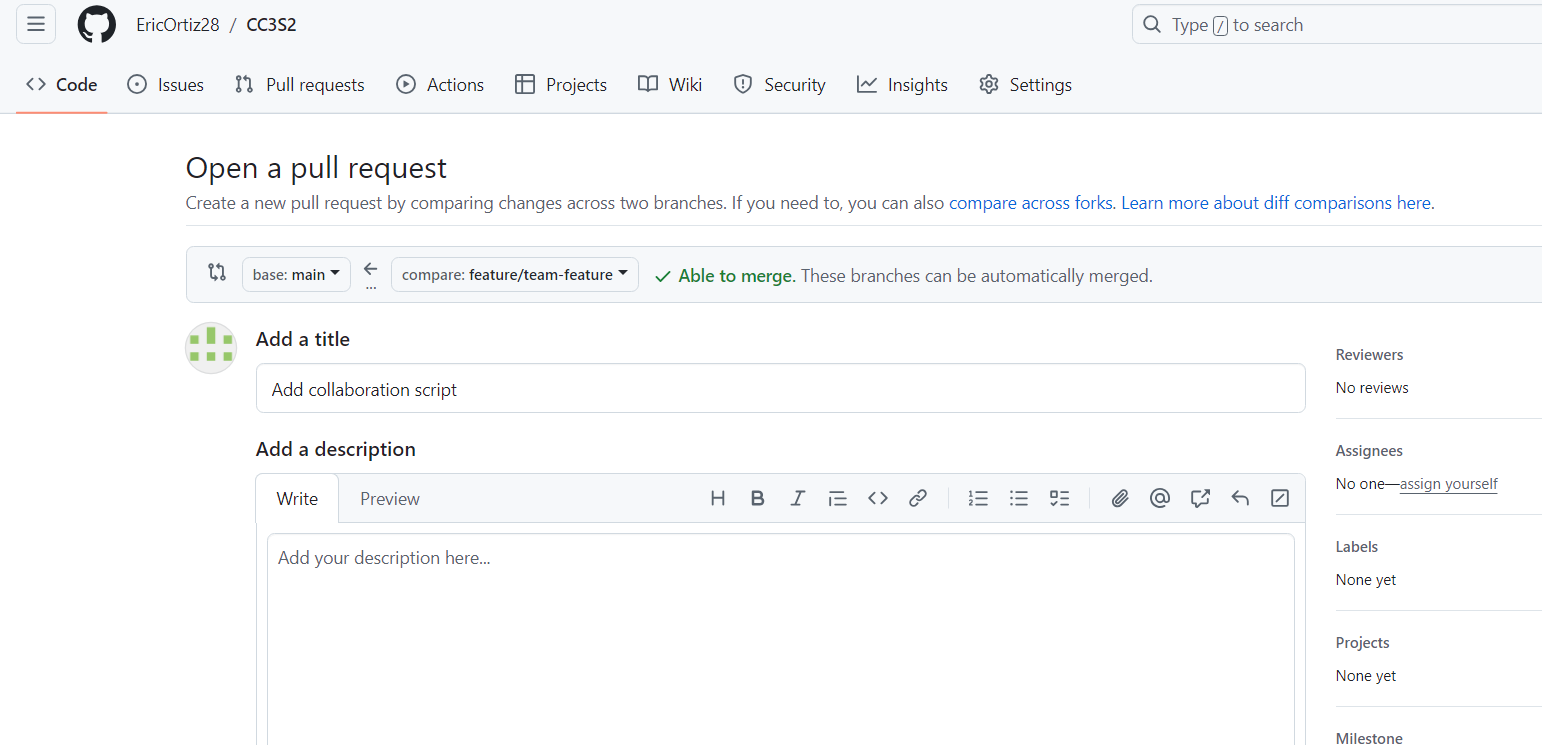 EricOrtiz28 / CC3S2
Type / to search
Code Issues Pull requests Actions Projects Wiki Security Insights Settings
Open a pull request
Create a new pull request by comparing changes across two branches. If you need to, you can also compare across forks. Learn more about diff comparisons here.
base: main ... compare: feature/team-feature Able to merge. These branches can be automatically merged.
Add a title
Add collaboration script
Add a description
Write Preview
Add your description here...
Reviewers
No reviews
Assignees
No one—assign yourself
Labels
None yet
Projects
None yet
Milestone